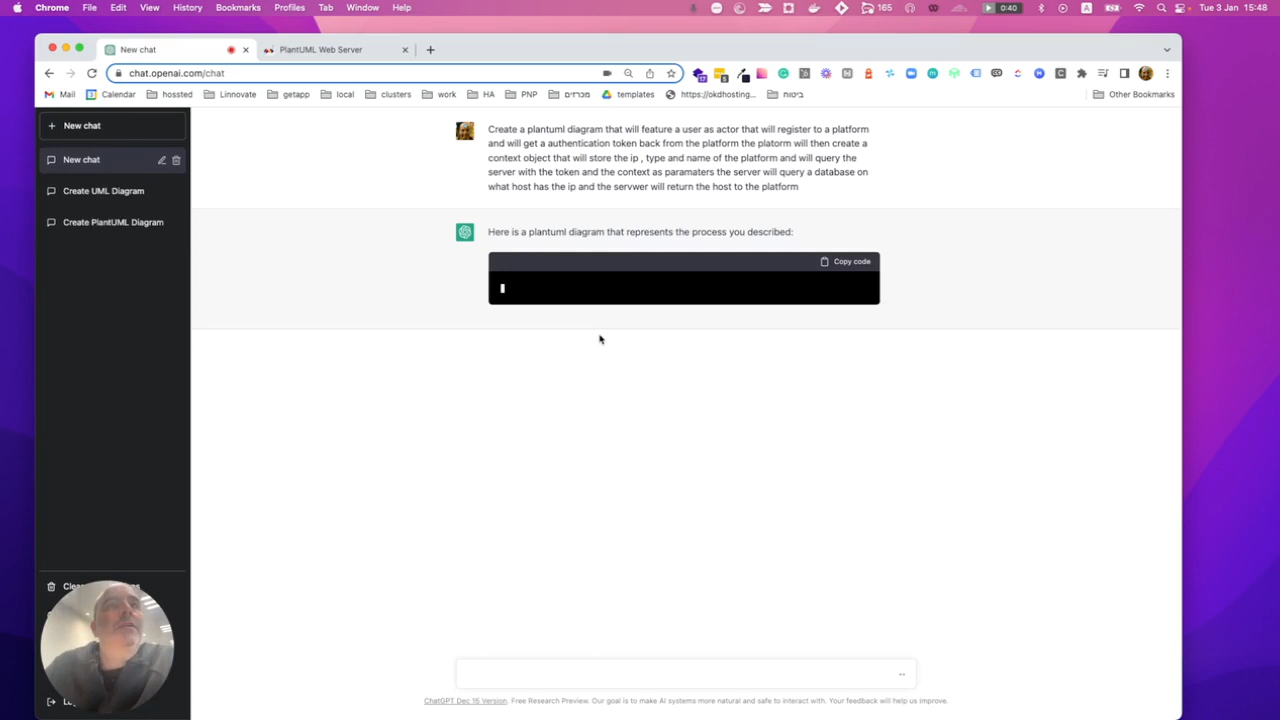 Chrome File Edit View History Bookmarks Profiles Tab Window Help 165 0:40 A Tue 3 Jan 15:48
New chat PlantUML Web Server
chat.openai.com/chat
Mail Calendar hossted Linnovate getapp local clusters work HA PNP מכרזים templates https://okdhosting... ביטוח Other Bookmarks
New chat
New chat
Create UML Diagram
Create PlantUML Diagram
Create a plantuml diagram that will feature a user as actor that will register to a platform
and will get a authentication token back from the platform the platorm will then create a
context object that will store the ip , type and name of the platform and will query the
server with the token and the context as paramaters the server will query a database on
what host has the ip and the servwer will return the host to the platform
Here is a plantuml diagram that represents the process you described:
Copy code
ChatGPT Dec 15 Version. Free Research Preview. Our goal is to make AI systems more natural and safe to interact with. Your feedback will help us improve.